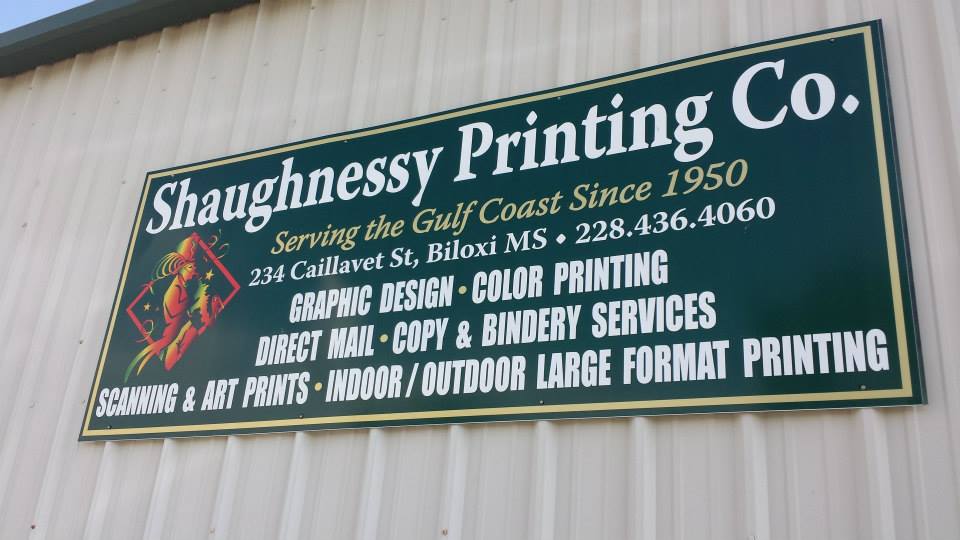 Shaughnessy Printing Co.
Serving the Gulf Coast Since 1950
234 Caillavet St, Biloxi MS • 228.436.4060
GRAPHIC DESIGN • COLOR PRINTING
DIRECT MAIL • COPY & BINDERY SERVICES
SCANNING & ART PRINTS • INDOOR / OUTDOOR LARGE FORMAT PRINTING